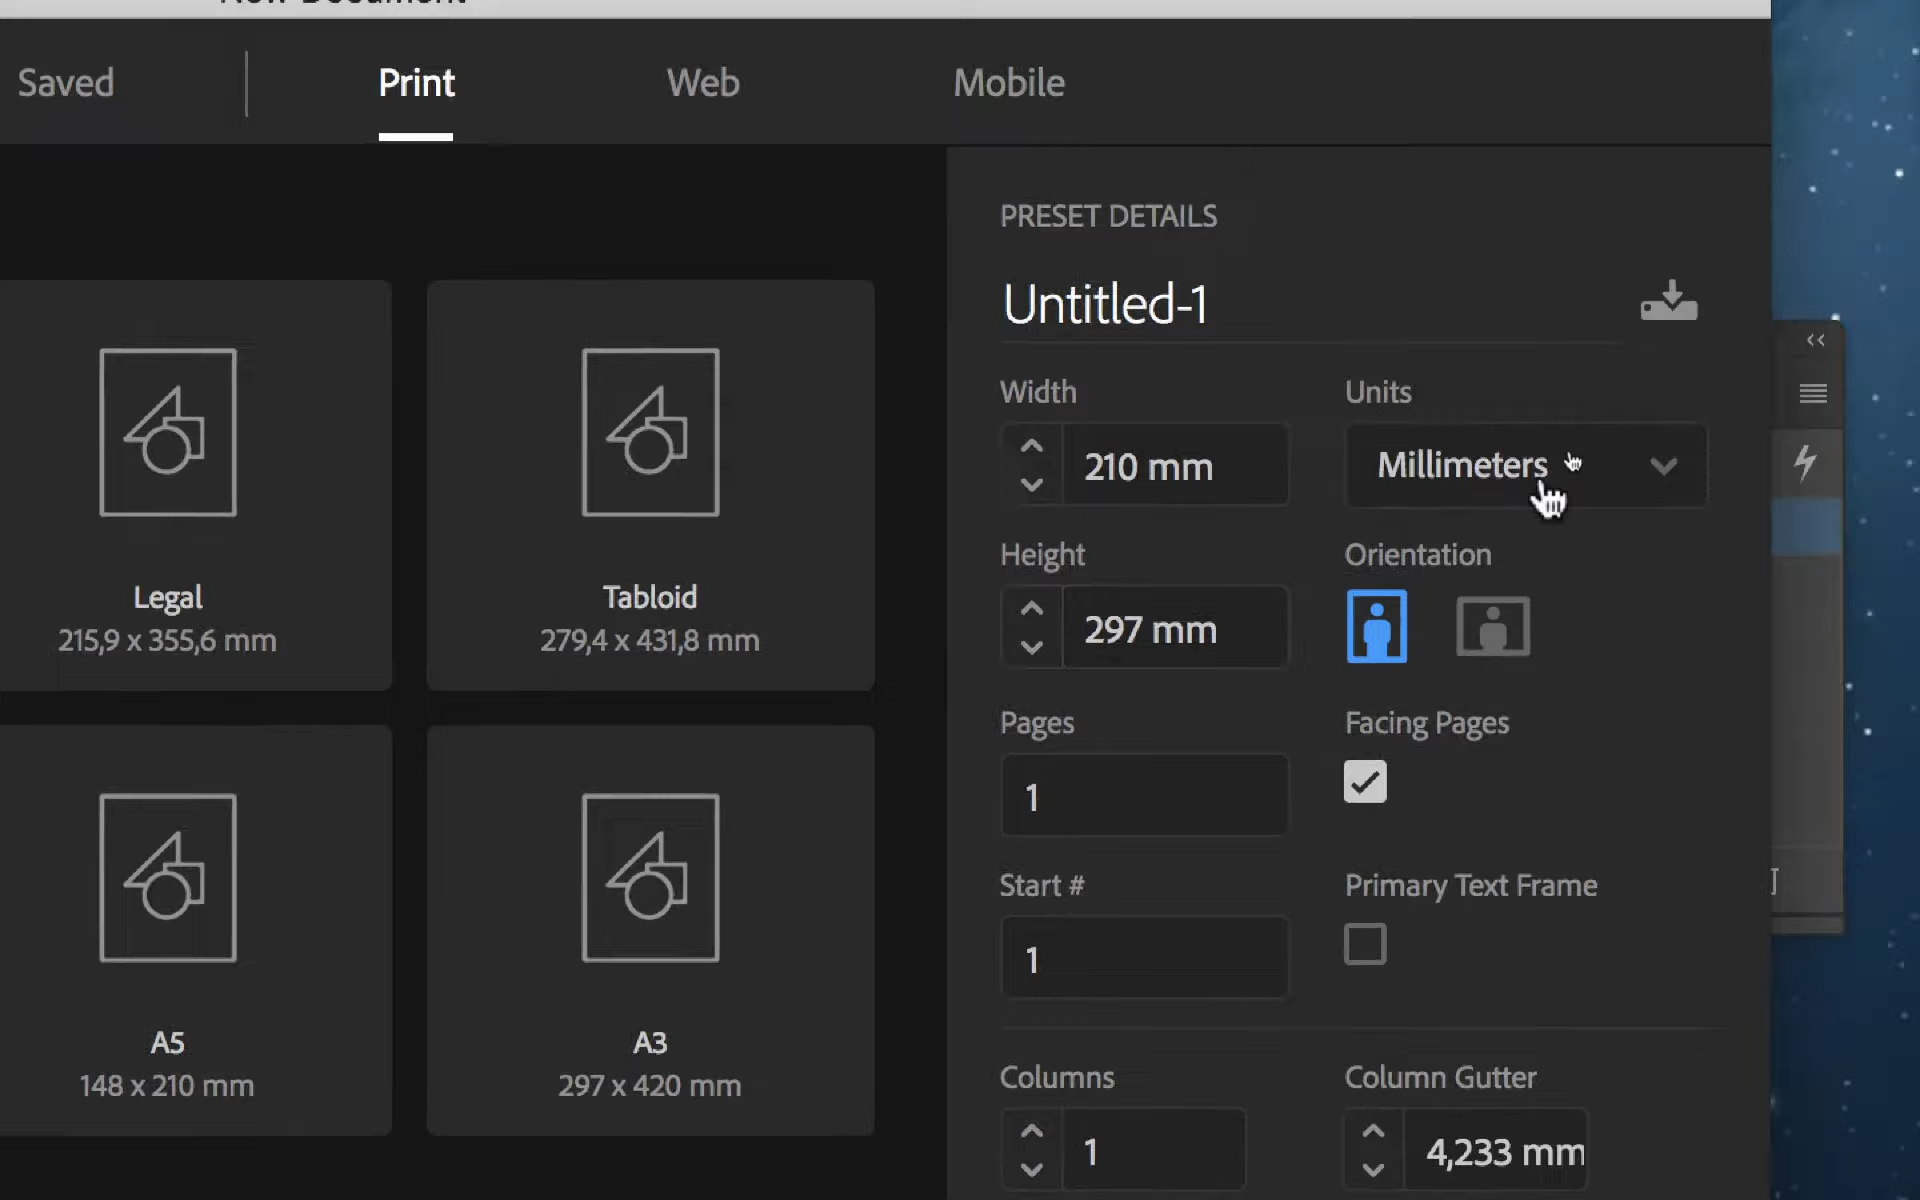 New Document
Saved
Print
Web
Mobile
PRESET DETAILS
Untitled-1
Width
Units
210 mm
Millimeters
Height
Orientation
297 mm
Legal
215,9 x 355,6 mm
Tabloid
279,4 x 431,8 mm
Pages
Facing Pages
1
Start #
Primary Text Frame
1
A5
148 x 210 mm
A3
297 x 420 mm
Columns
Column Gutter
1
4,233 mm